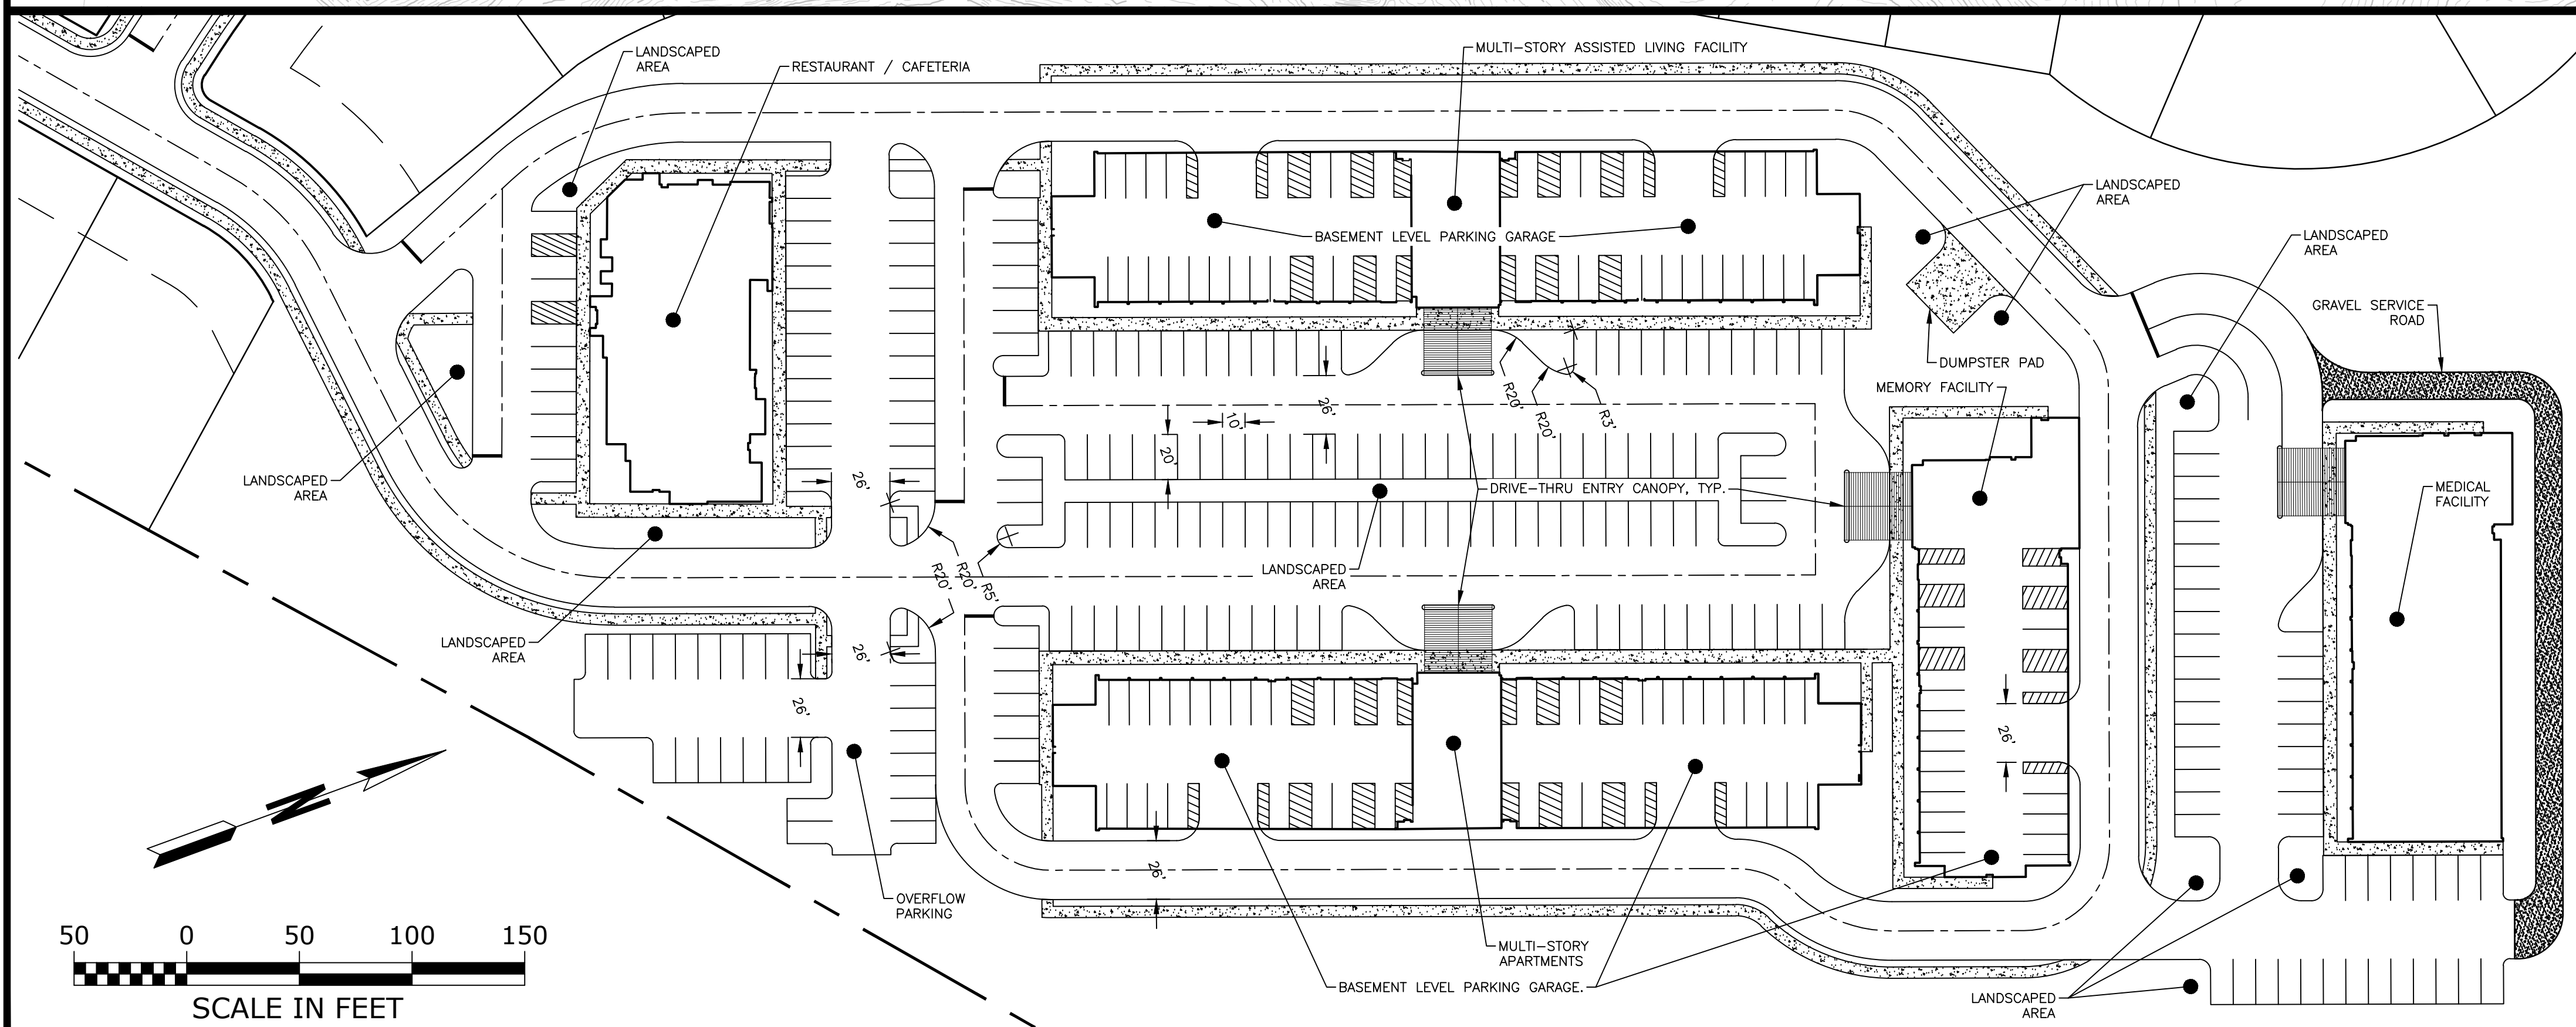 LANDSCAPED
AREA
RESTAURANT / CAFETERIA
MULTI-STORY ASSISTED LIVING FACILITY
BASEMENT LEVEL PARKING GARAGE
LANDSCAPED
AREA
LANDSCAPED
AREA
GRAVEL SERVICE
ROAD
DUMPSTER PAD
MEMORY FACILITY
R20'
R20'
R3'
26'
10'
20'
26'
LANDSCAPED
AREA
DRIVE-THRU ENTRY CANOPY, TYP.
MEDICAL
FACILITY
LANDSCAPED
AREA
R20'
R20'
R5'
LANDSCAPED
AREA
26'
26'
26'
26'
N
OVERFLOW
PARKING
MULTI-STORY
APARTMENTS
BASEMENT LEVEL PARKING GARAGE.
LANDSCAPED
AREA
50 0 50 100 150
SCALE IN FEET